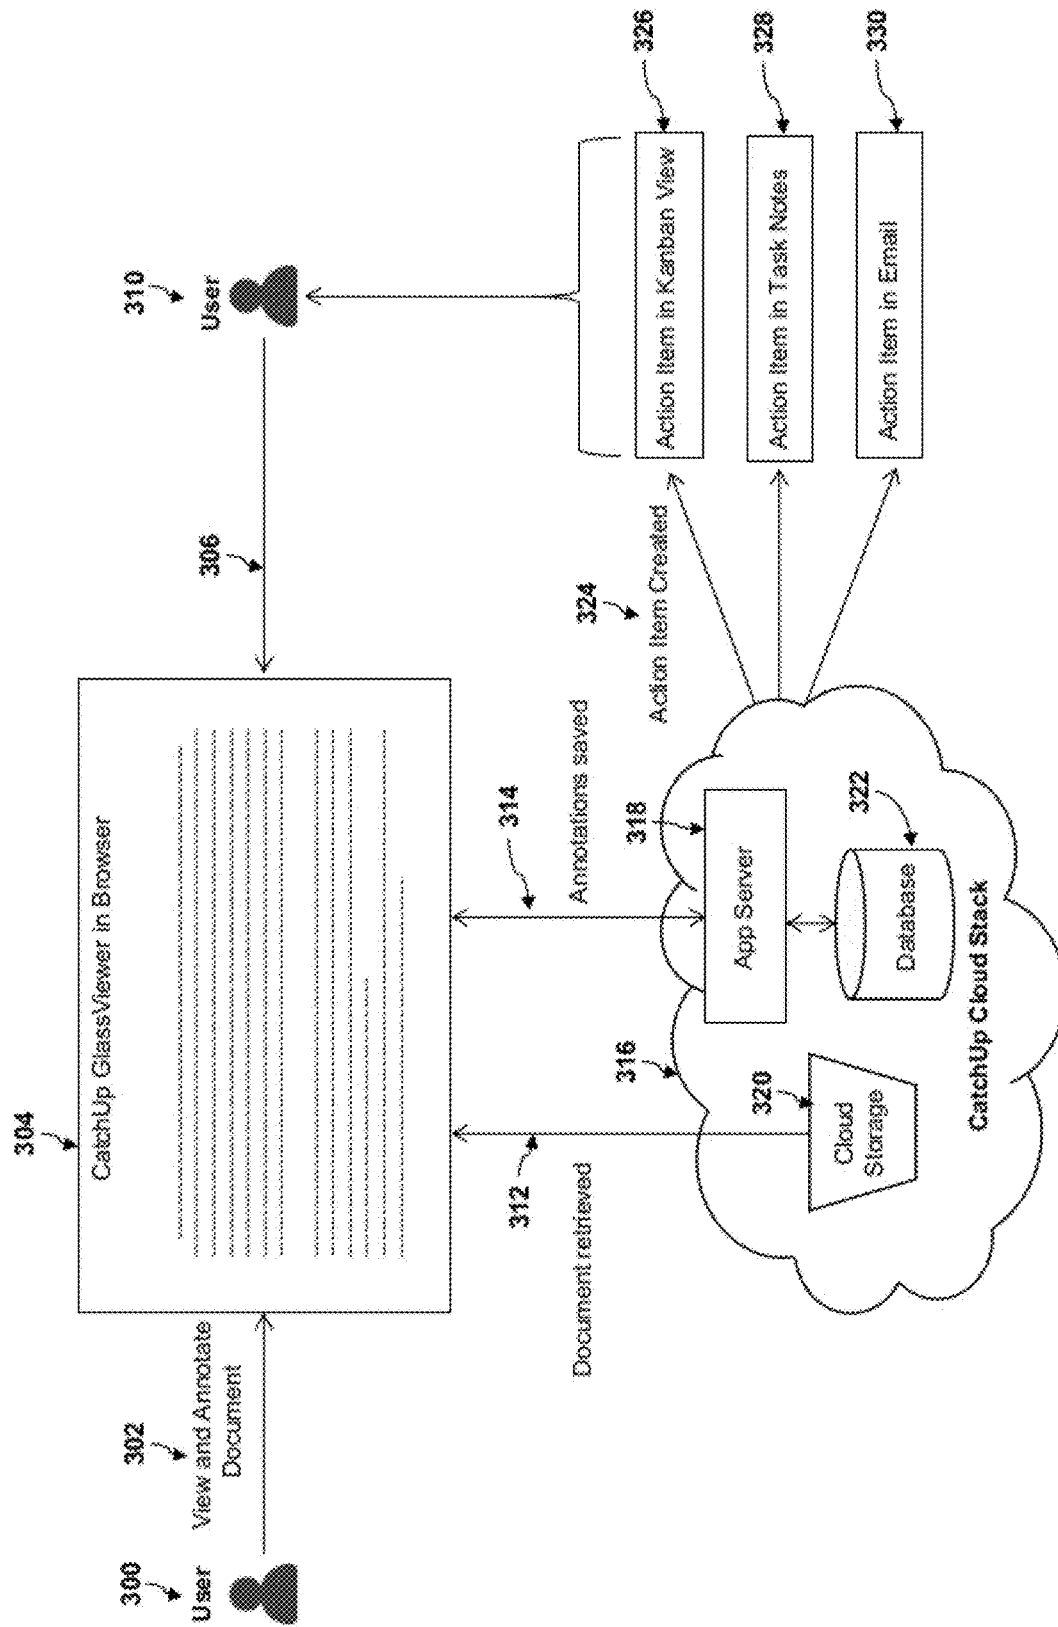 304
CatchUp GlassViewer in Browser
300
User
302
View and Annotate
Document
306
310
User
312
Document retrieved
314
Annotations saved
316
318
App Server
320
Cloud
Storage
322
Database
CatchUp Cloud Stack
324
Action Item Created
Action Item in Kanban View
326
Action Item in Task Notes
328
Action Item in Email
330